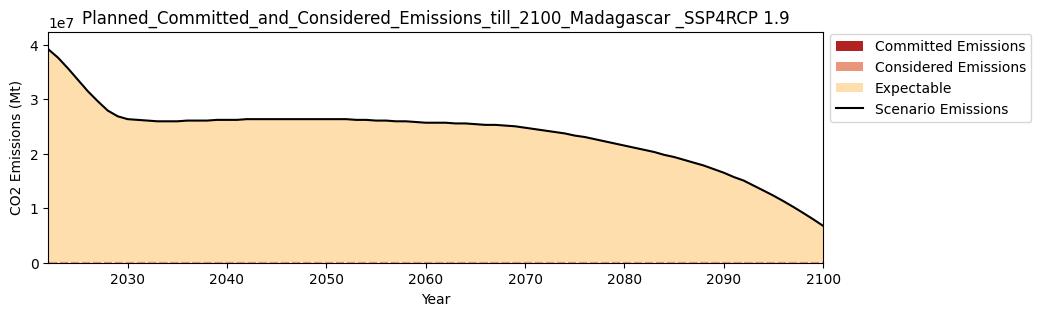 Planned_Committed_and_Considered_Emissions_till_2100_Madagascar _SSP4RCP 1.9
1e7
4
3
2
1
0
CO2 Emissions (Mt)
2030 2040 2050 2060 2070 2080 2090 2100
Year
Committed Emissions
Considered Emissions
Expectable
Scenario Emissions